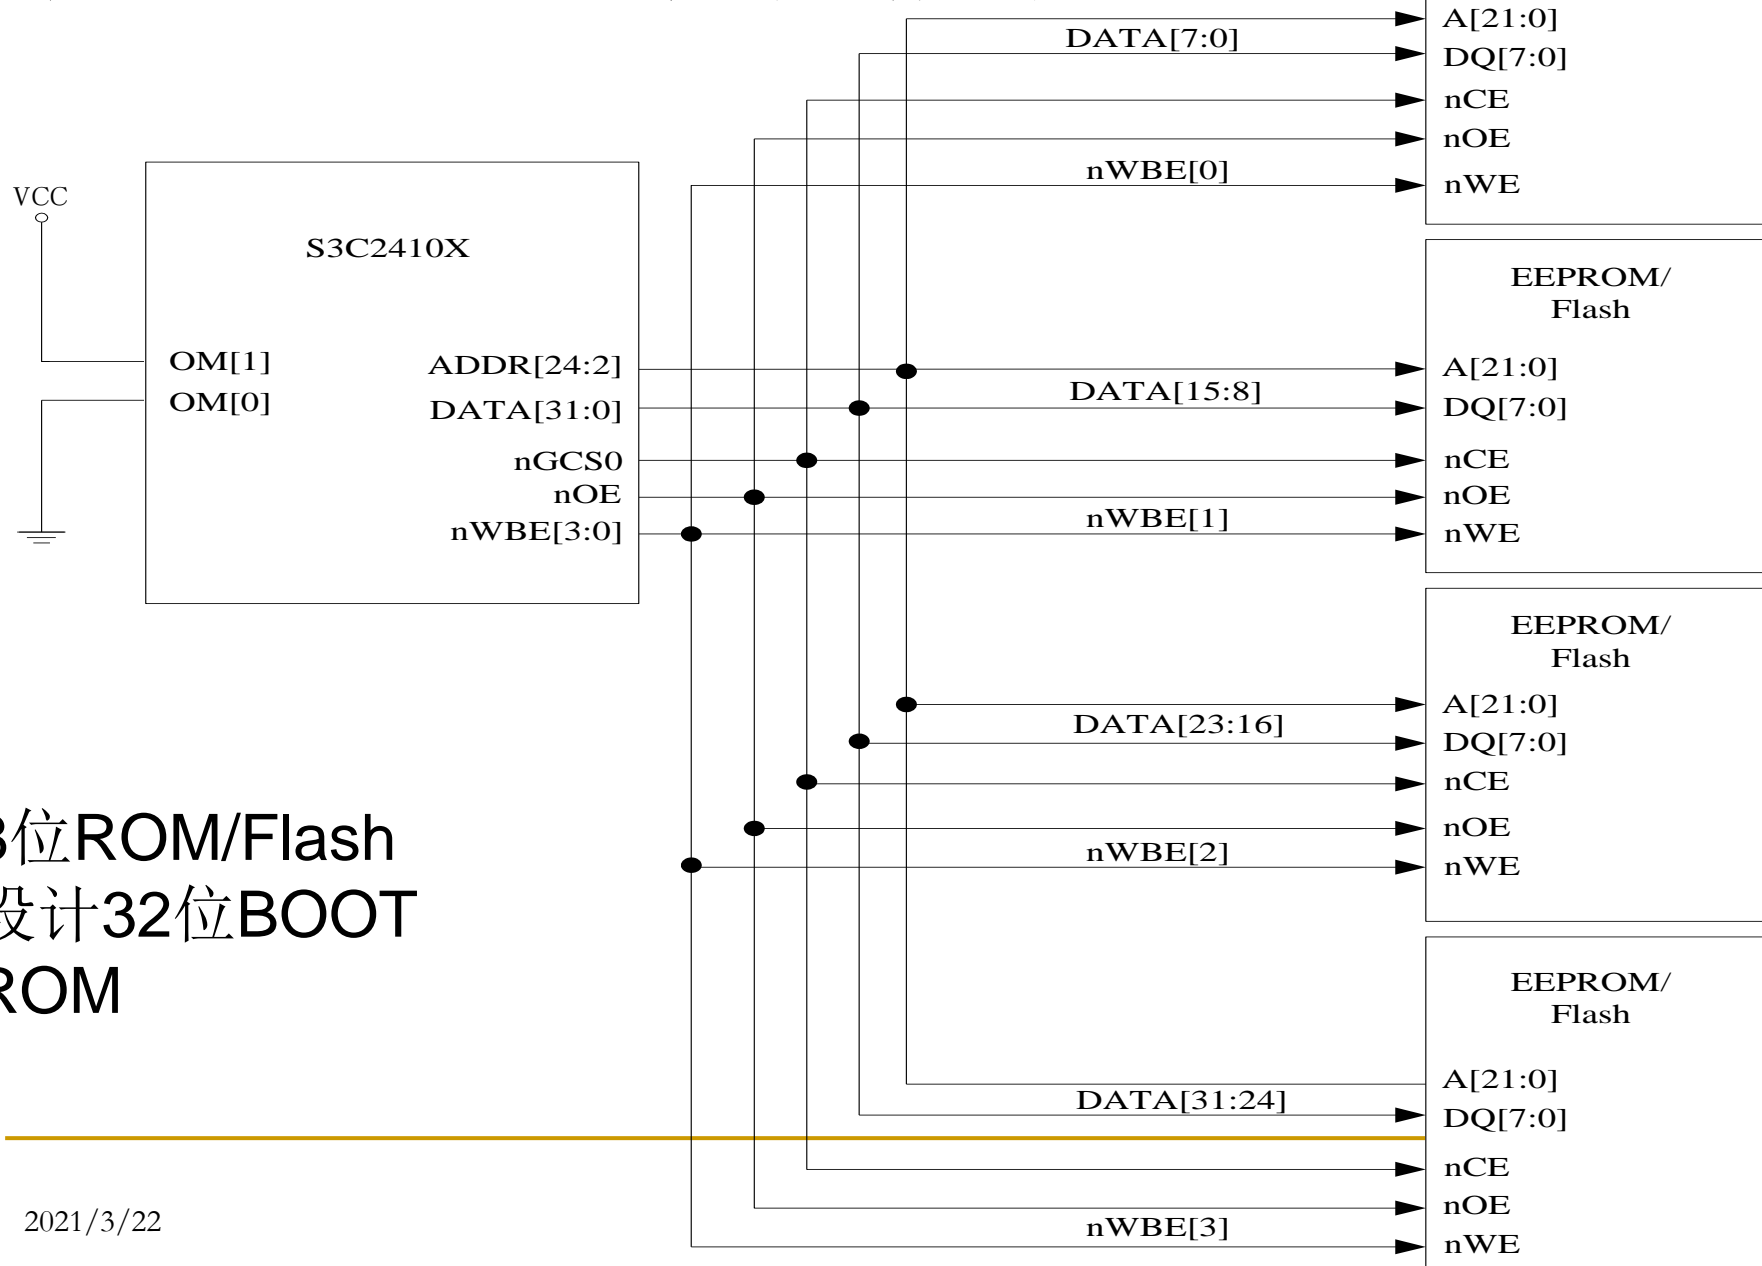 A[21:0]
DATA[7:0]
DQ[7:0]
nCE
nOE
nWBE[0]
nWE
VCC
S3C2410X
OM[1]
OM[0]
ADDR[24:2]
DATA[31:0]
nGCS0
nOE
nWBE[3:0]
EEPROM/
Flash
A[21:0]
DATA[15:8]
DQ[7:0]
nCE
nOE
nWBE[1]
nWE
EEPROM/
Flash
A[21:0]
DATA[23:16]
DQ[7:0]
nCE
nOE
nWBE[2]
nWE
8位ROM/Flash
设计32位BOOT
ROM
EEPROM/
Flash
A[21:0]
DATA[31:24]
DQ[7:0]
nCE
nOE
nWBE[3]
nWE
2021/3/22